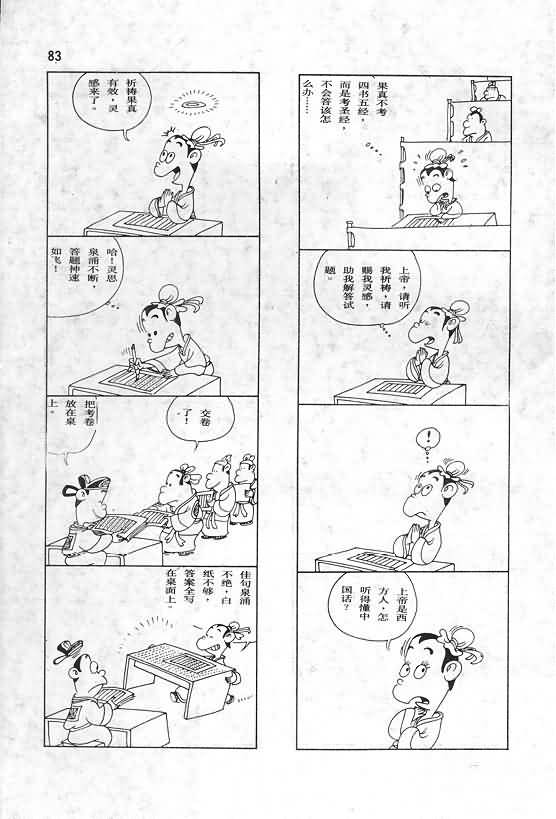 83
果真不考
四书五经，
而是考圣经，
不会答该怎
么办……
上帝，请听
我祈祷，请
赐我灵感，
助我解答试
题。
！
上帝是西
方人，怎
听得懂中
国话？
祈祷果真
有效，灵
感来了。
哈！灵思
泉涌不断，
答题神速
如飞！
交卷
了！
把考卷
放在桌
上。
佳句泉涌
不绝，白
纸不够，
答案全写
在桌面上。